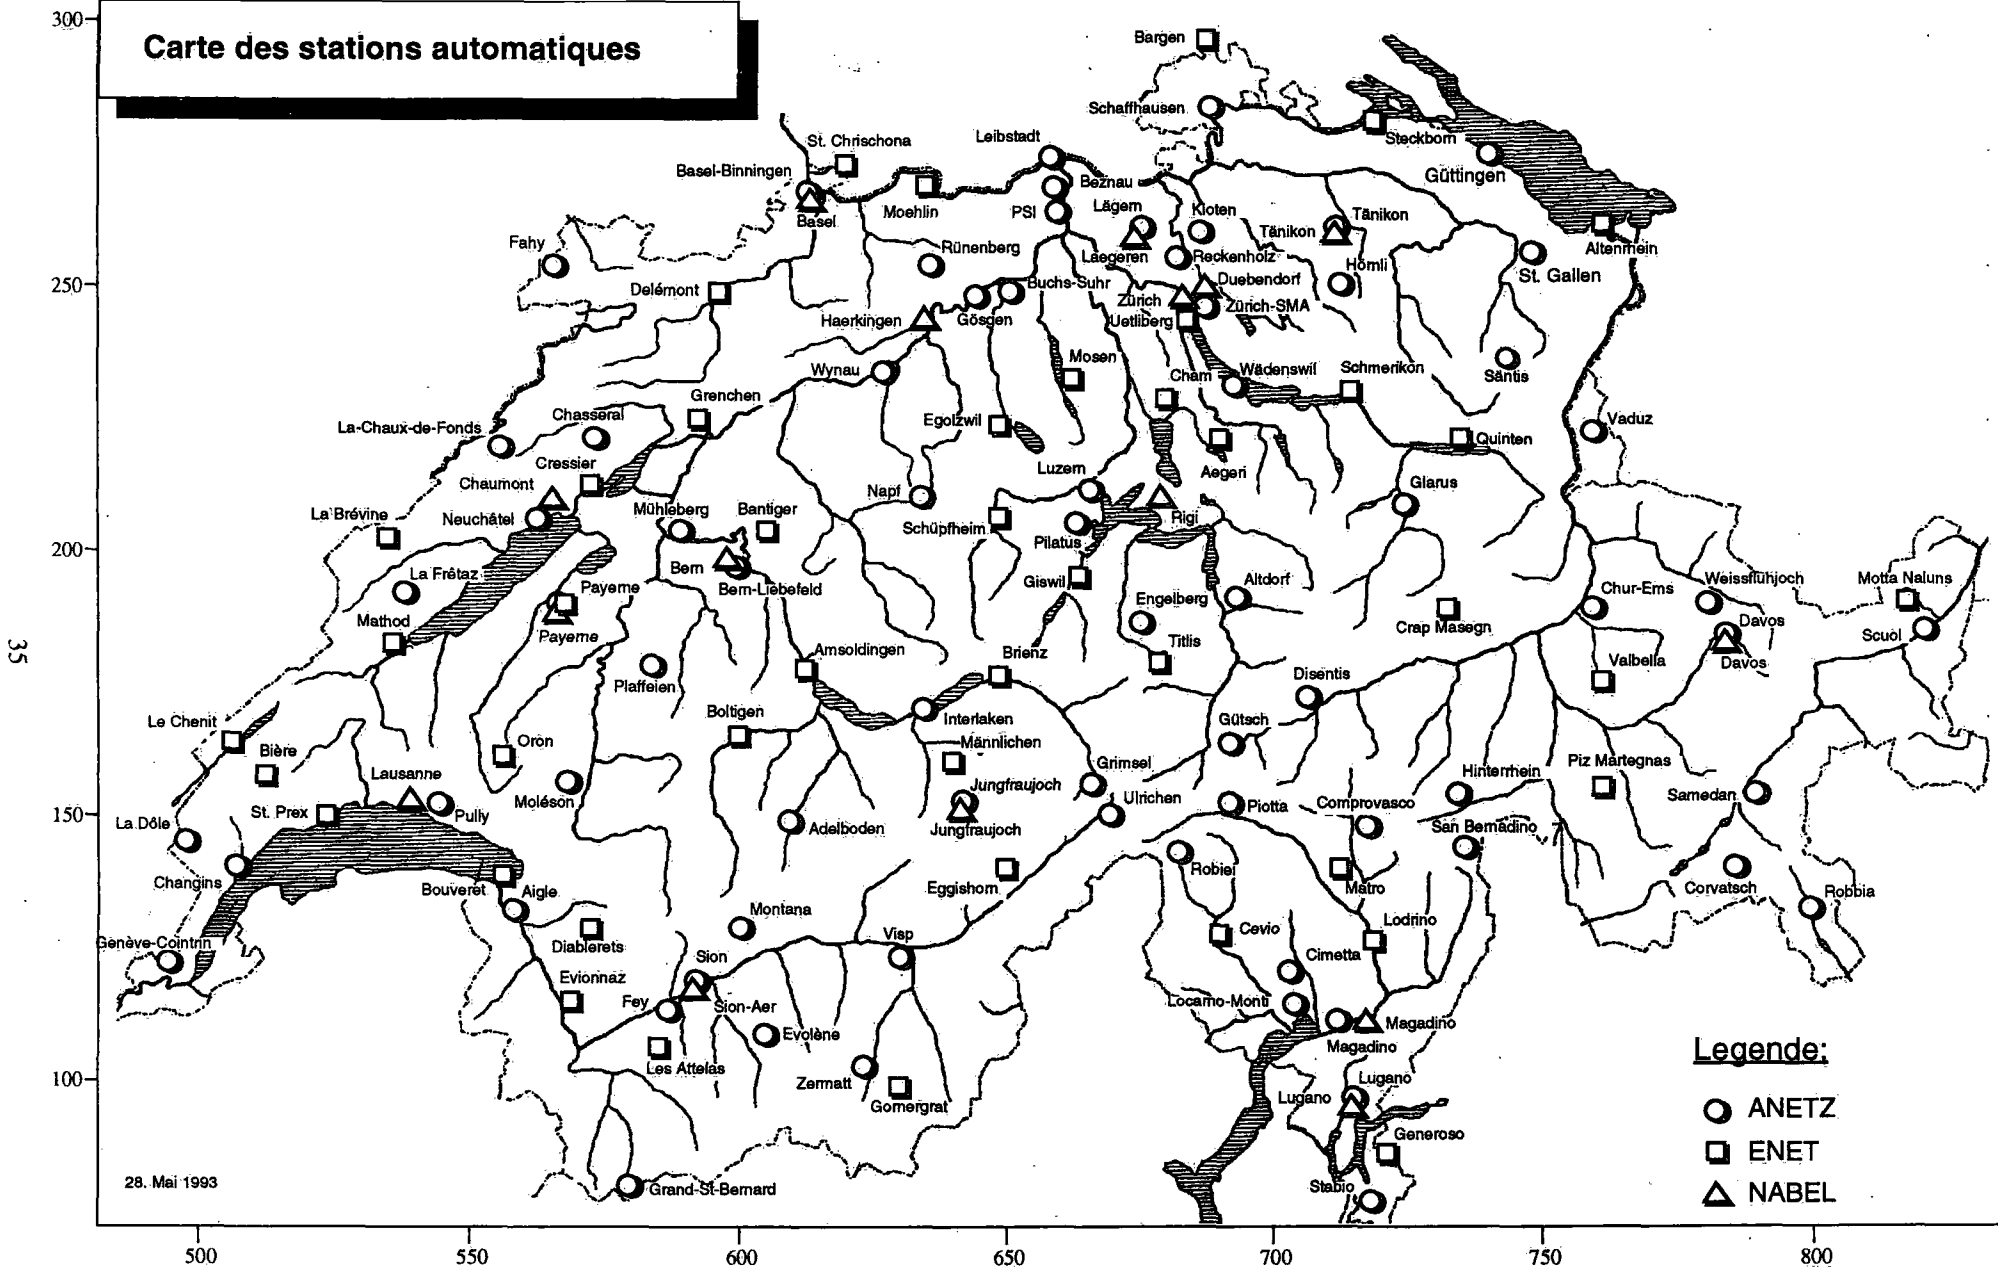 300
Carte des stations automatiques
Bargen
Schaffhausen
Leibstadt
St. Chrischona
Steckborn
Basel-Binningen
Beznau
Güttingen
Moehlin
PSI
Lägern
Kloten
Tänikon
Basel
Tänikon
Fahy
Rünenberg
Laegeren
Reckenholz
Hörnli
Altenrhein
St. Gallen
250
Delémont
Buchs-Suhr
Duebendorf
Zürich
Zürich-SMA
Haerkingen
Gösgen
Uetliberg
Wynau
Mosen
Cham
Wädenswil
Schmerikon
Säntis
Grenchen
Chasseral
La-Chaux-de-Fonds
Egolzwil
Vaduz
Quinten
Cressier
Luzern
Aegeri
Chaumont
Napf
Glarus
La Brévine
Neuchâtel
Mühleberg
Bantiger
Schüpfheim
Rigi
Pilatus
200
La Frêtaz
Payerne
Bern
Bern-Liebefeld
Giswil
Engelberg
Altdorf
Chur-Ems
Weissfluhjoch
Motta Naluns
Mathod
Payerne
Crap Masegn
Davos
Scuol
35
Amsoldingen
Brienz
Titlis
Valbella
Davos
Plaffeien
Disentis
Le Chenit
Boltigen
Interlaken
Gütsch
Bière
Oron
Männlichen
Lausanne
Grimsel
Hinterrhein
Piz Martegnas
Moléson
Jungfraujoch
Ulrichen
Piotta
Comprovasco
Samedan
150
La Dôle
St. Prex
Pully
Adelboden
Jungfraujoch
San Bernadino
Changins
Bouveret
Aigle
Eggishorn
Robiei
Matro
Corvatsch
Robbia
Montana
Lodrino
Genève-Cointrin
Diablerets
Visp
Cevio
Cimetta
Sion
Evionnaz
Fey
Sion-Aer
Locarno-Monti
Evolène
Magadino
Magadino
Les Attelas
Legende:
100
Zermatt
Gornergrat
Lugano
Lugano
ANETZ
Generoso
ENET
28. Mai 1993
Grand-St-Bernard
Stabio
NABEL
500
550
600
650
700
750
800